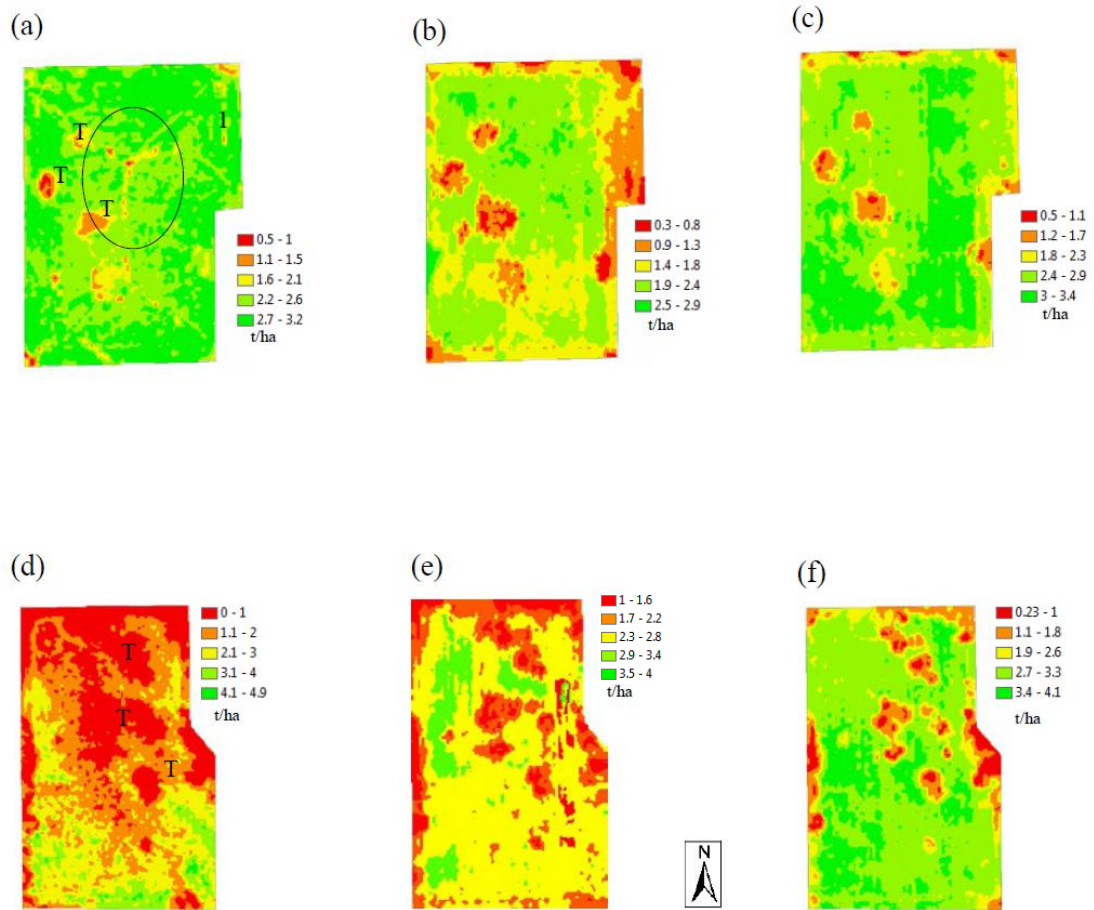 (a)
T
T
T
1
0.5 - 1
1.1 - 1.5
1.6 - 2.1
2.2 - 2.6
2.7 - 3.2
t/ha
(b)
0.3 - 0.8
0.9 - 1.3
1.4 - 1.8
1.9 - 2.4
2.5 - 2.9
t/ha
(c)
0.5 - 1.1
1.2 - 1.7
1.8 - 2.3
2.4 - 2.9
3 - 3.4
t/ha
(d)
T
T
T
0 - 1
1.1 - 2
2.1 - 3
3.1 - 4
4.1 - 4.9
t/ha
(e)
1 - 1.6
1.7 - 2.2
2.3 - 2.8
2.9 - 3.4
3.5 - 4
t/ha
N
(f)
0.23 - 1
1.1 - 1.8
1.9 - 2.6
2.7 - 3.3
3.4 - 4.1
t/ha